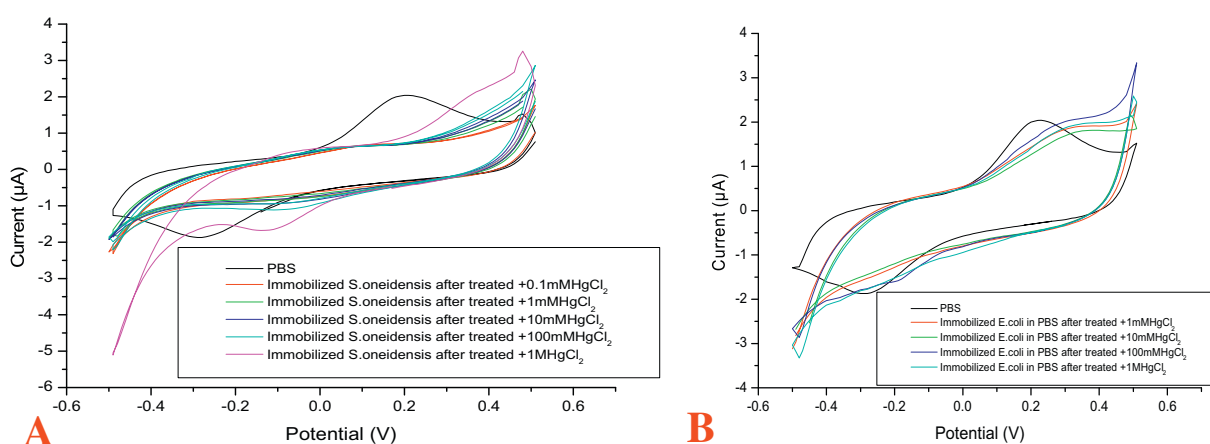 4
3
2
1
0
-1
-2
-3
-4
-5
-6
Current (µA)
PBS
Immobilized S.oneidensis after treated +0.1mMHgCl2
Immobilized S.oneidensis after treated +1mMHgCl2
Immobilized S.oneidensis after treated +10mMHgCl2
Immobilized S.oneidensis after treated +100mMHgCl2
Immobilized S.oneidensis after treated +1MHgCl2
-0.6 -0.4 -0.2 0.0 0.2 0.4 0.6
Potential (V)
A
4
3
2
1
0
-1
-2
-3
-4
Current (µA)
PBS
Immobilized E.coli in PBS after treated +1mMHgCl2
Immobilized E.coli in PBS after treated +10mMHgCl2
Immobilized E.coli in PBS after treated +100mMHgCl2
Immobilized E.coli in PBS after treated +1MHgCl2
-0.6 -0.4 -0.2 0.0 0.2 0.4 0.6
Potential (V)
B